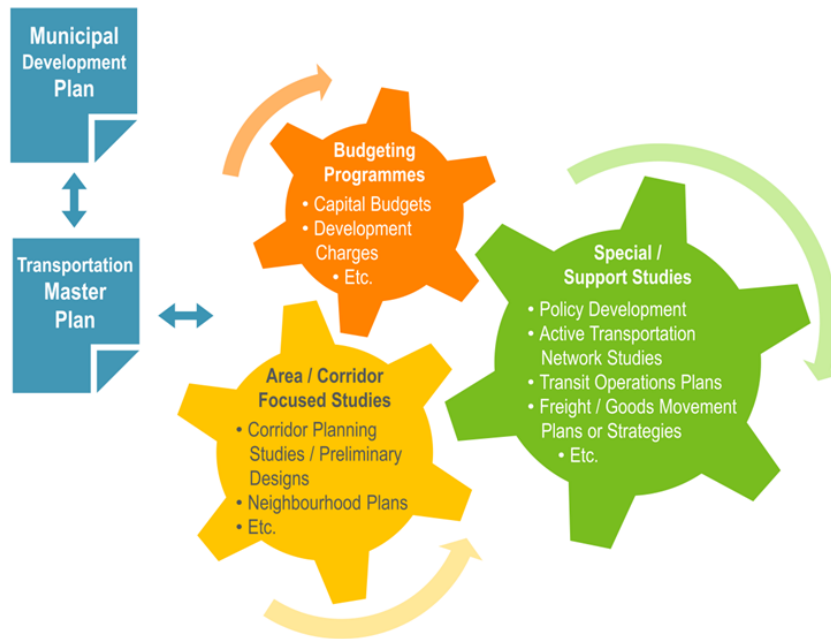 Municipal
Development
Plan
Transportation
Master
Plan
Budgeting
Programmes
• Capital Budgets
• Development
Charges
• Etc.
Special /
Support Studies
• Policy Development
• Active Transportation
Network Studies
• Transit Operations Plans
• Freight / Goods Movement
Plans or Strategies
• Etc.
Area / Corridor
Focused Studies
• Corridor Planning
Studies / Preliminary
Designs
• Neighbourhood Plans
• Etc.